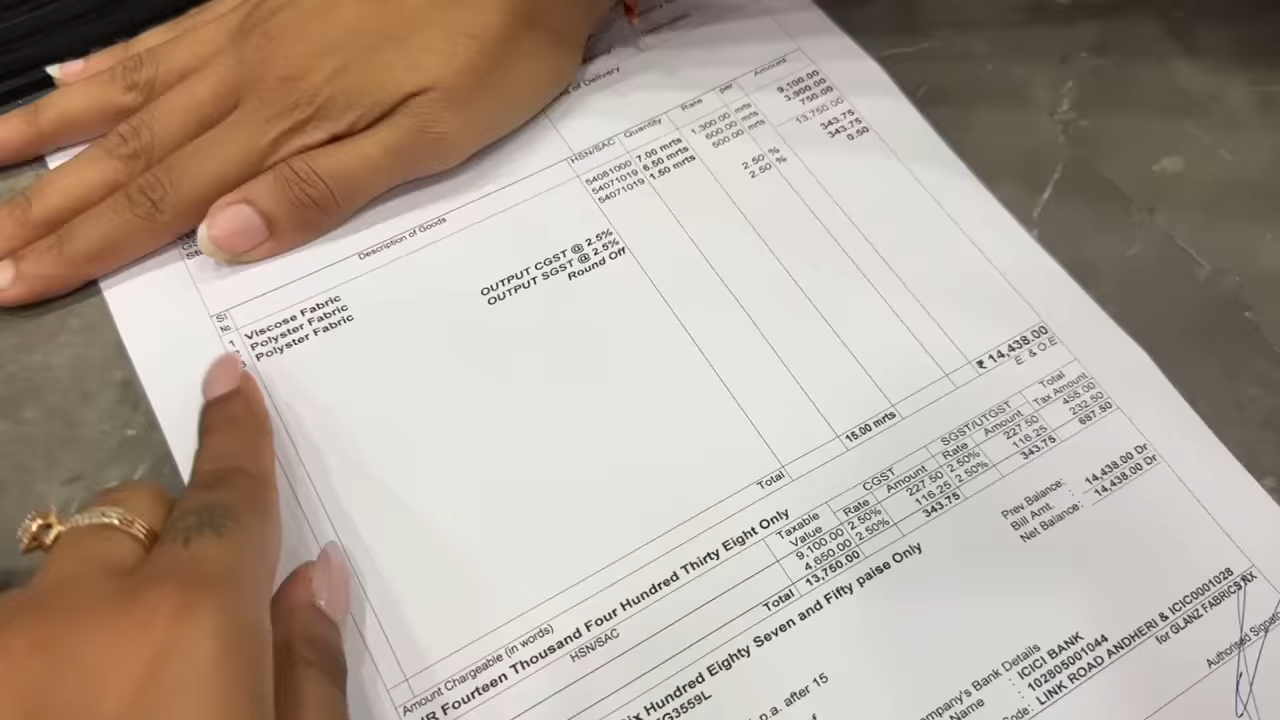 of Delivery
Description of Goods HSN/SAC Quantity Rate per Amount
Sl
No.
1 Viscose Fabric 54081000 7.00 mrts 1,300.00 mrts 9,100.00
Polyster Fabric 54071019 6.50 mrts 600.00 mrts 3,900.00
3 Polyster Fabric 54071019 1.50 mrts 500.00 mrts 750.00
13,750.00
OUTPUT CGST @ 2.5% 2.50 % 343.75
OUTPUT SGST @ 2.5% 2.50 % 343.75
Round Off 0.50
Total 15.00 mrts ₹ 14,438.00
Amount Chargeable (in words) E. & O.E
Fourteen Thousand Four Hundred Thirty Eight Only
HSN/SAC Taxable CGST SGST/UTGST Total
Value Rate Amount Rate Amount Tax Amount
9,100.00 2.50% 227.50 2.50% 227.50 455.00
4,650.00 2.50% 116.25 2.50% 116.25 232.50
Total 13,750.00 343.75 343.75 687.50
Hundred Eighty Seven and Fifty paise Only
Prev Balance:
Bill Amt. : 14,438.00 Dr
Net Balance: : 14,438.00 Dr
p.a. after 15
Bank Details
Name : ICICI BANK
: 102805001044
: LINK ROAD ANDHERI & ICIC0001028
for GLANZ FABRICS
Authorised